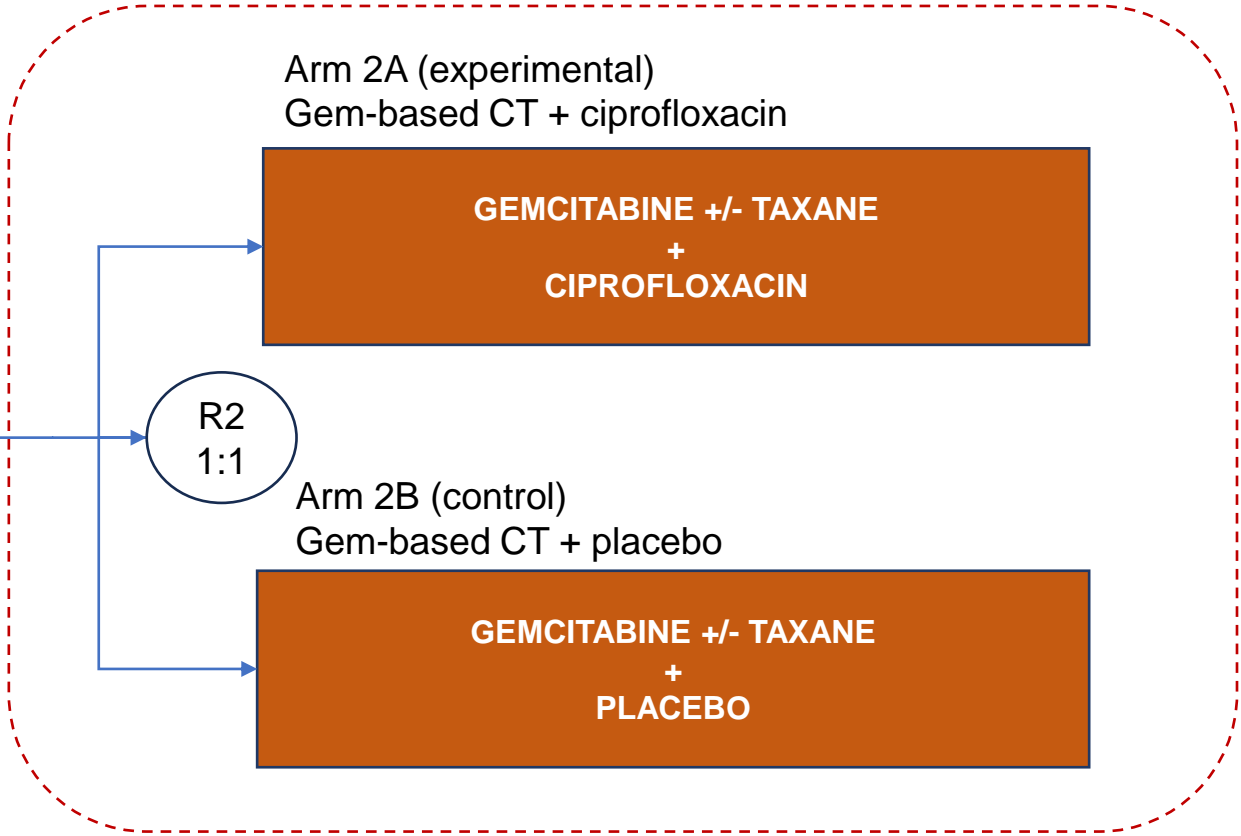 Arm 2A (experimental)
Gem-based CT + ciprofloxacin
GEMCITABINE +/- TAXANE
+
CIPROFLOXACIN
R2
1:1
Arm 2B (control)
Gem-based CT + placebo
GEMCITABINE +/- TAXANE
+
PLACEBO